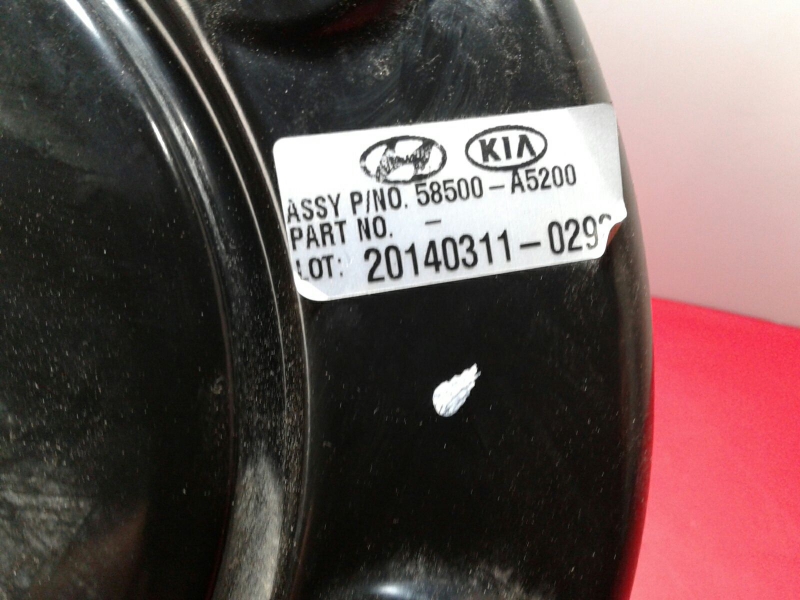 KIA
ASSY P/NO. 58500-A5200
PART NO. -
LOT: 20140311-029